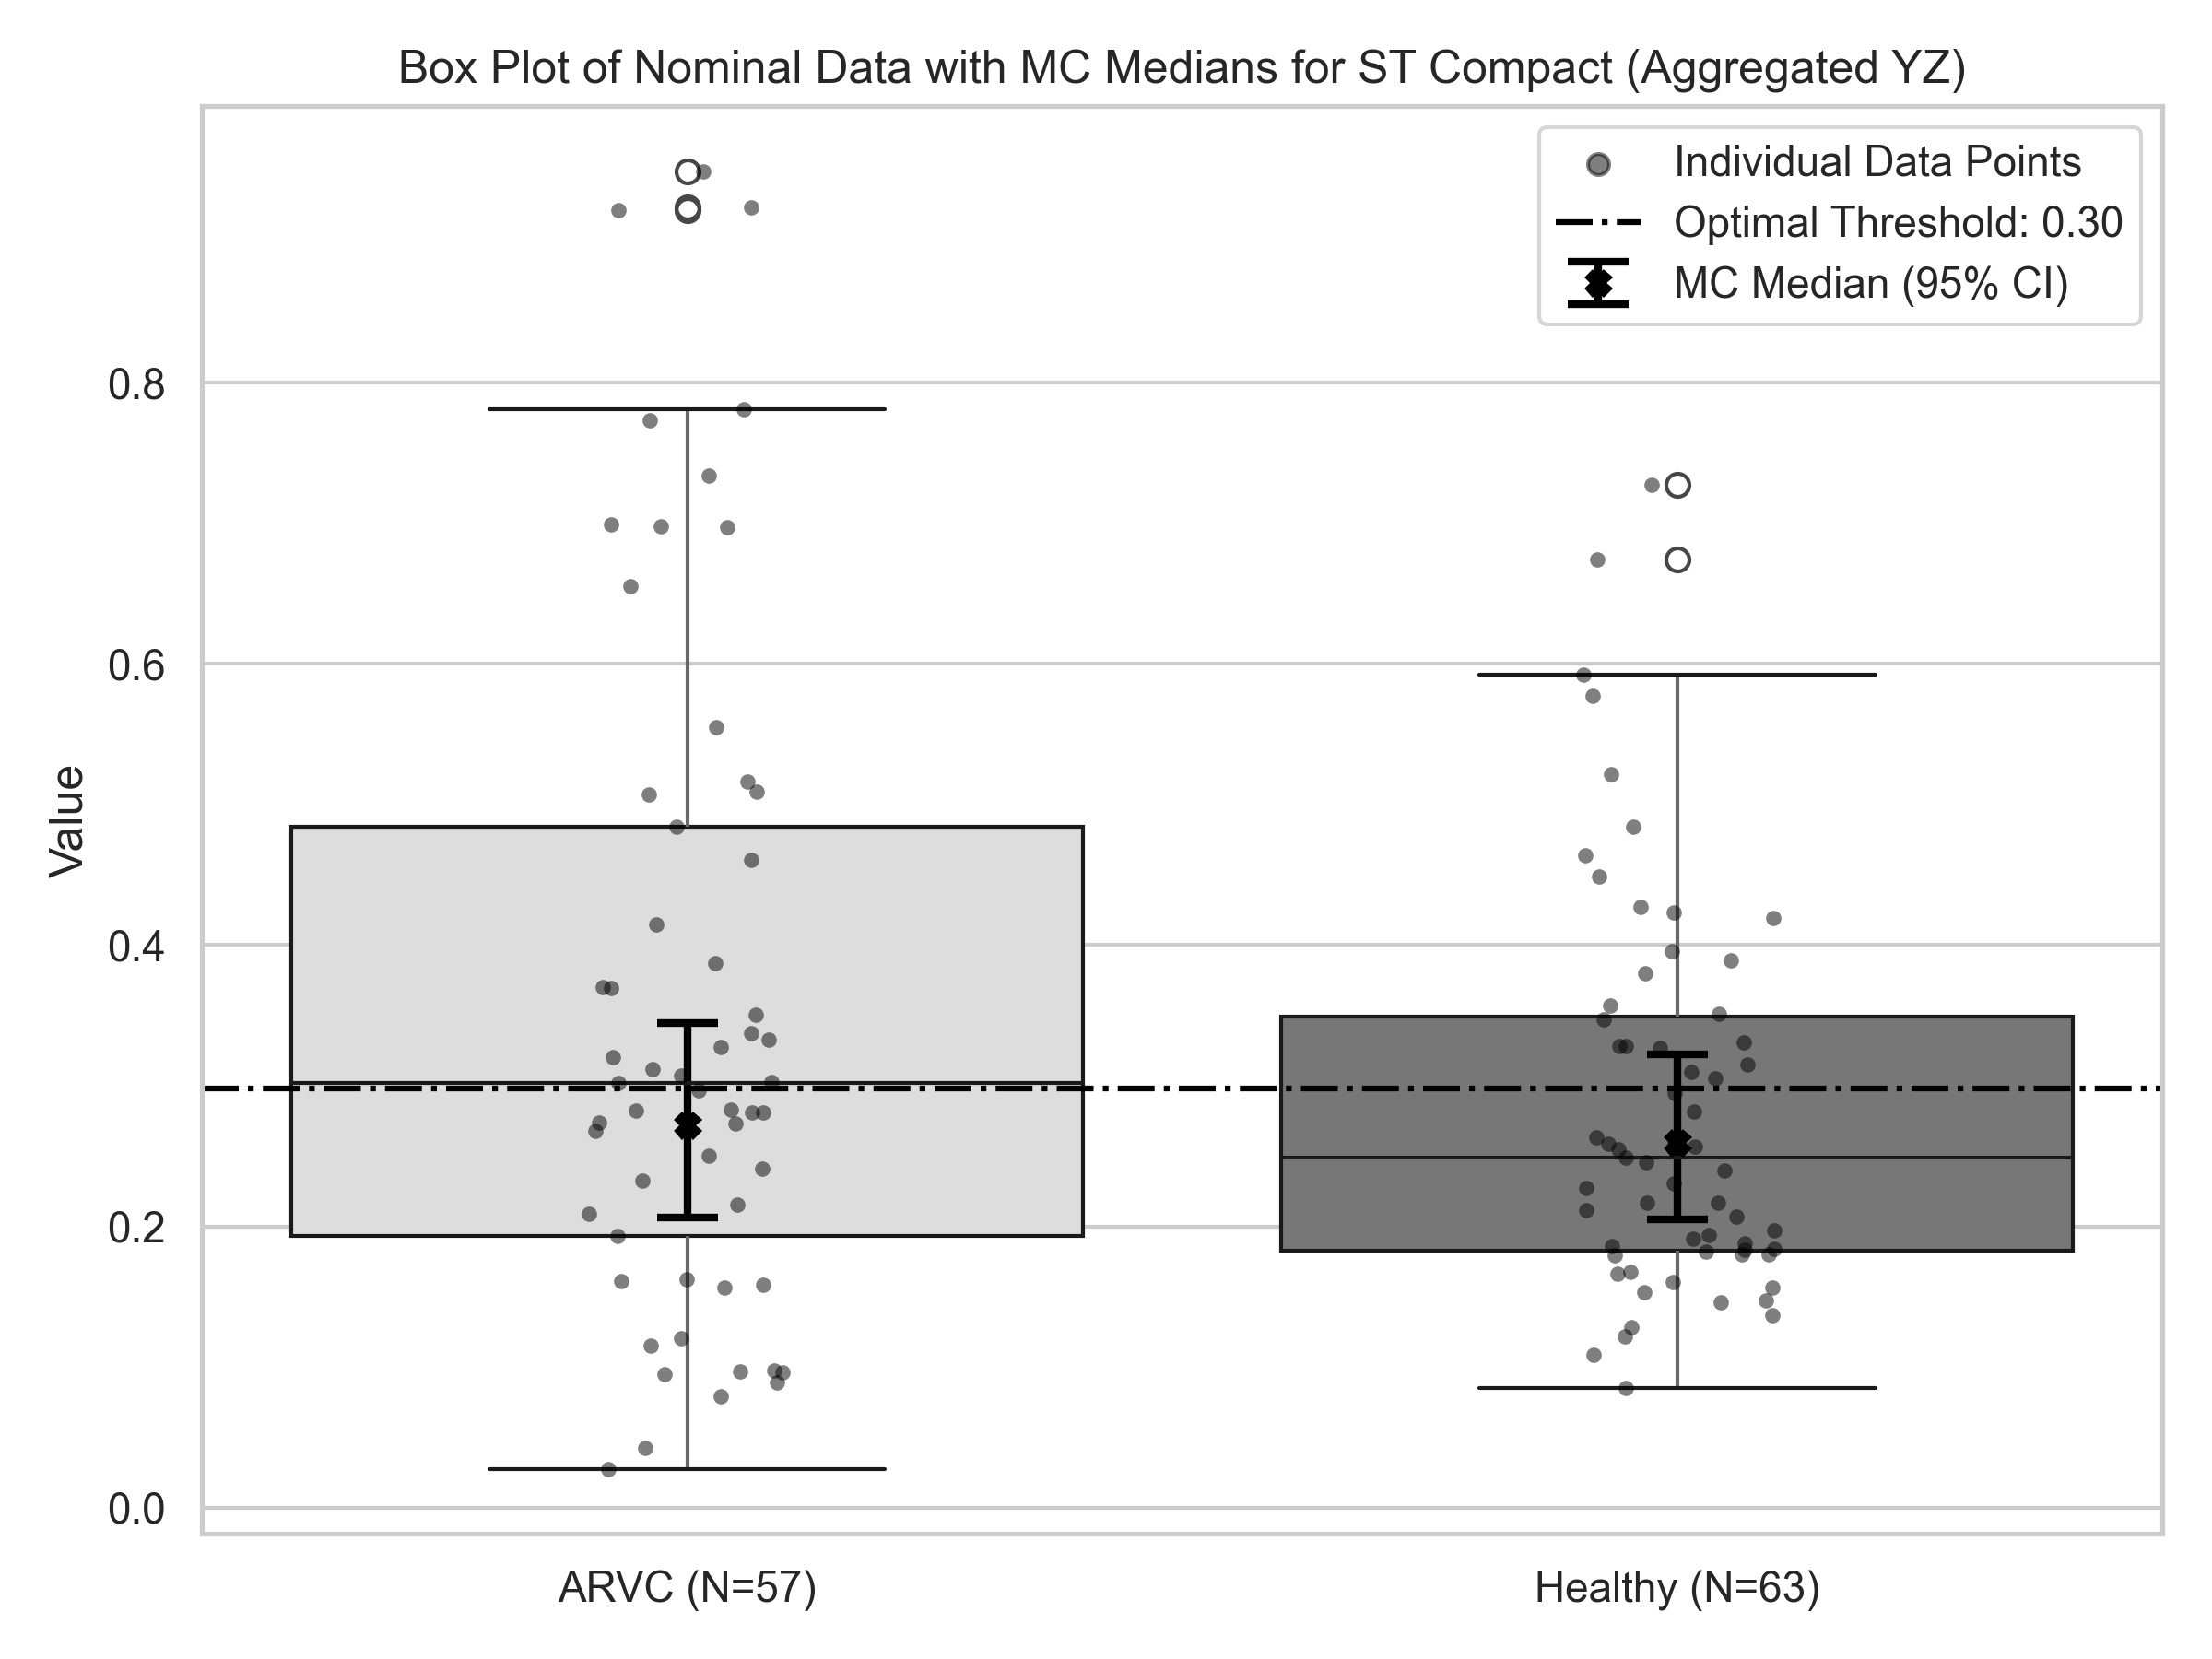 Box Plot of Nominal Data with MC Medians for ST Compact (Aggregated YZ)
Individual Data Points
Optimal Threshold: 0.30
MC Median (95% CI)
0.8
0.6
0.4
0.2
0.0
Value
ARVC (N=57)
Healthy (N=63)